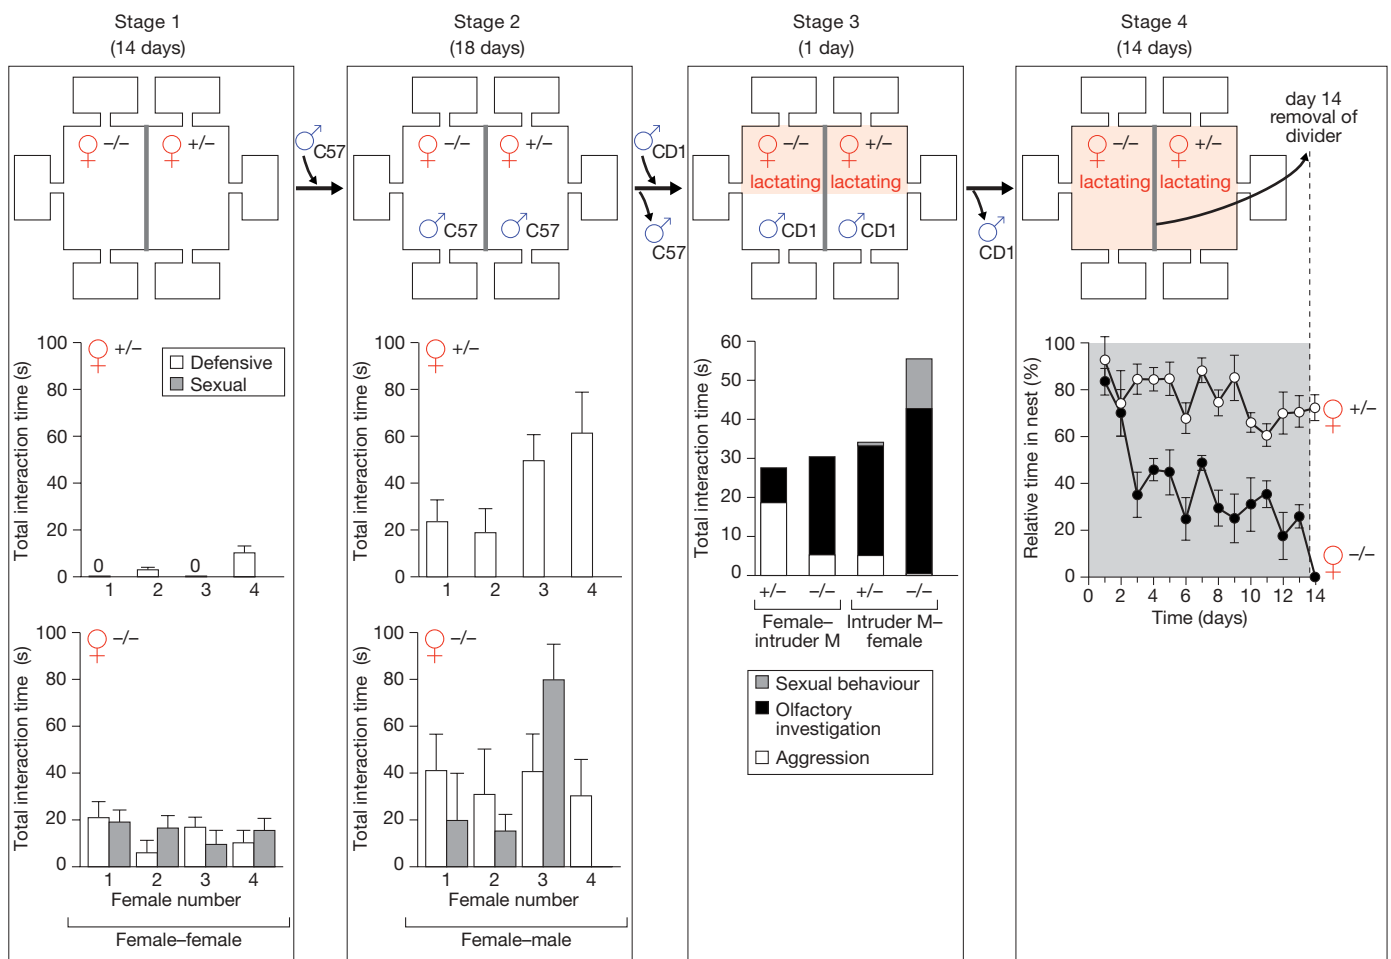 Stage 1
(14 days)
Stage 2
(18 days)
Stage 3
(1 day)
Stage 4
(14 days)
–/–
+/–
C57
–/–
+/–
C57
C57
CD1
C57
–/–
+/–
lactating
lactating
CD1
CD1
CD1
–/–
+/–
lactating
lactating
day 14
removal of
divider
Total interaction time (s)
100
80
60
40
20
0
+/–
Defensive
Sexual
0
0
1
2
3
4
Total interaction time (s)
100
80
60
40
20
0
–/–
1
2
3
4
Female number
Female–female
Total interaction time (s)
100
80
60
40
20
0
+/–
1
2
3
4
Total interaction time (s)
100
80
60
40
20
0
–/–
1
2
3
4
Female number
Female–male
Total interaction time (s)
60
50
40
30
20
10
0
+/–
–/–
+/–
–/–
Female–
intruder M
Intruder M–
female
Sexual behaviour
Olfactory
investigation
Aggression
Relative time in nest (%)
100
80
60
40
20
0
+/–
–/–
0
2
4
6
8
10
12
14
Time (days)